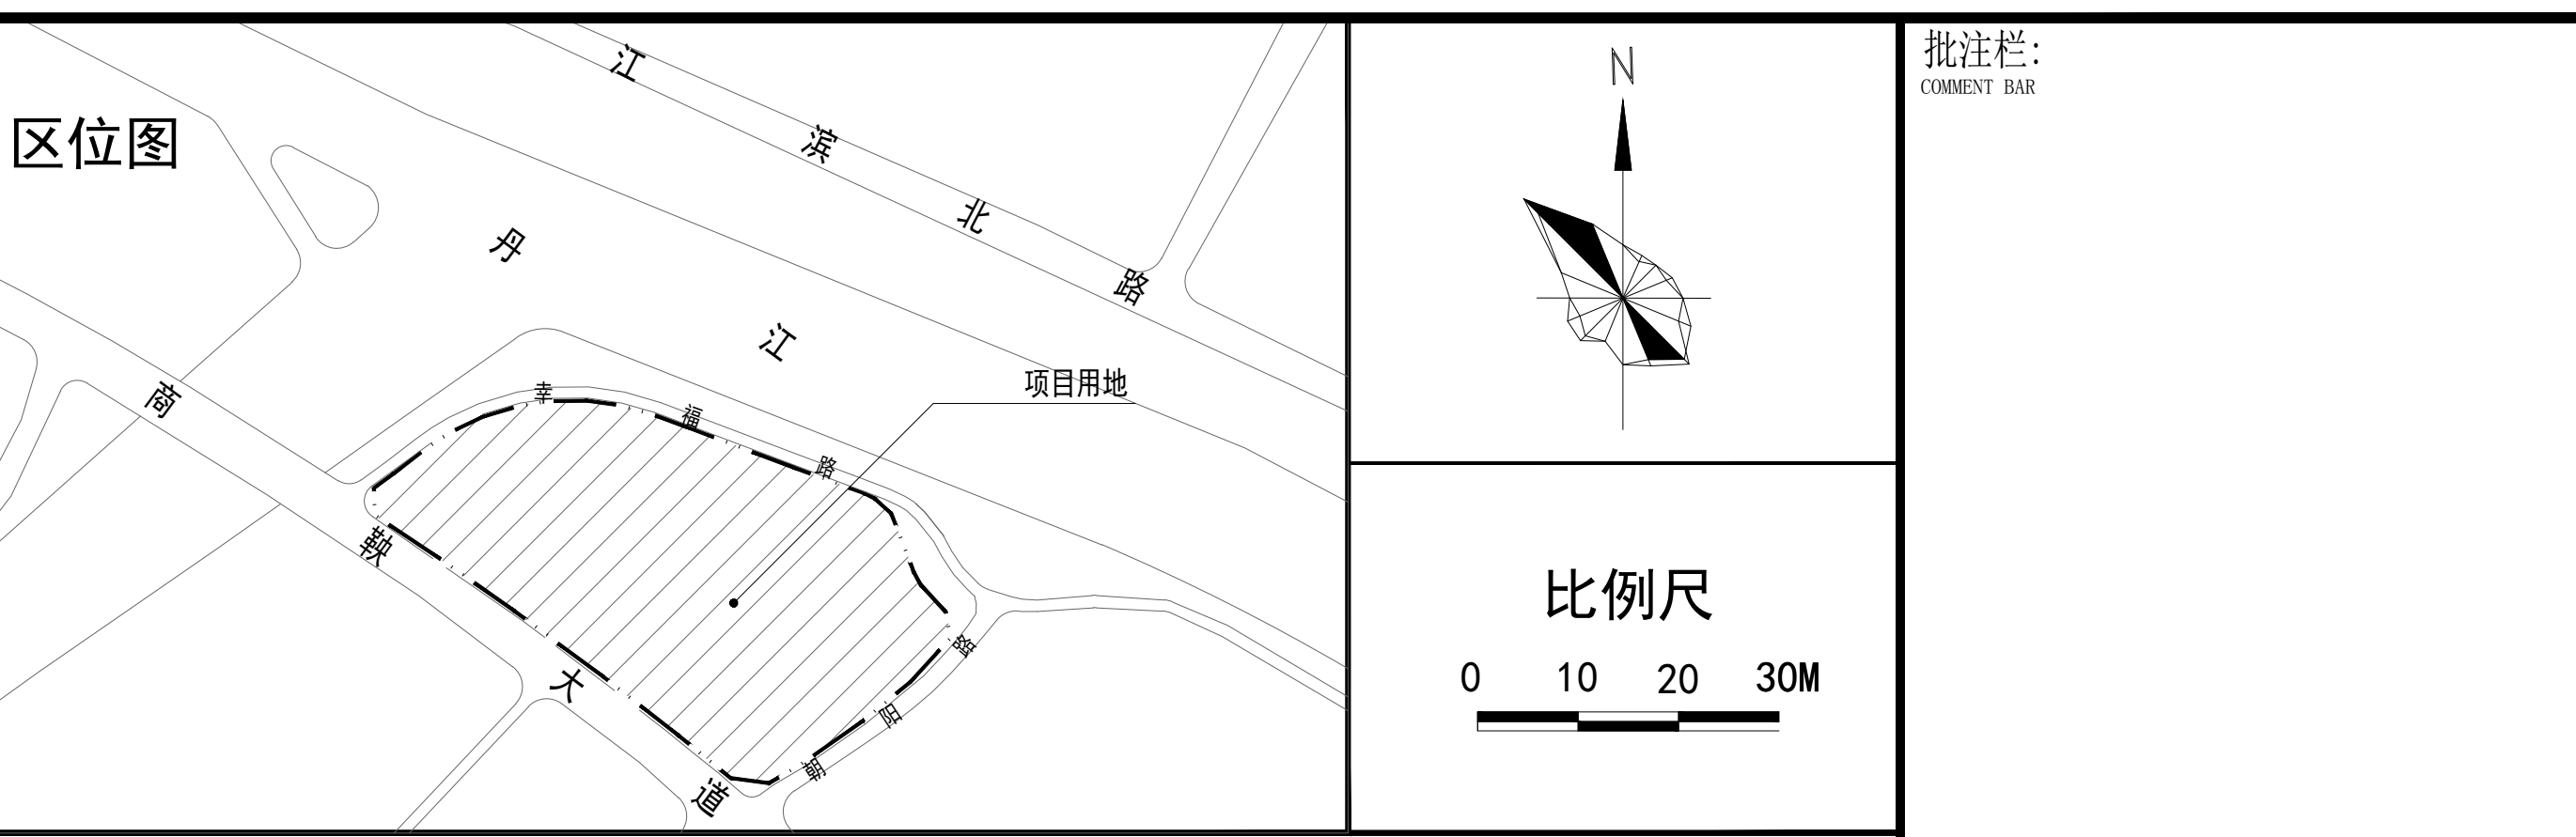 区位图
江滨北路
丹江
项目用地
幸福路
商鞅大道
朝阳路
N
比例尺
0 10 20 30M
批注栏:
COMMENT BAR